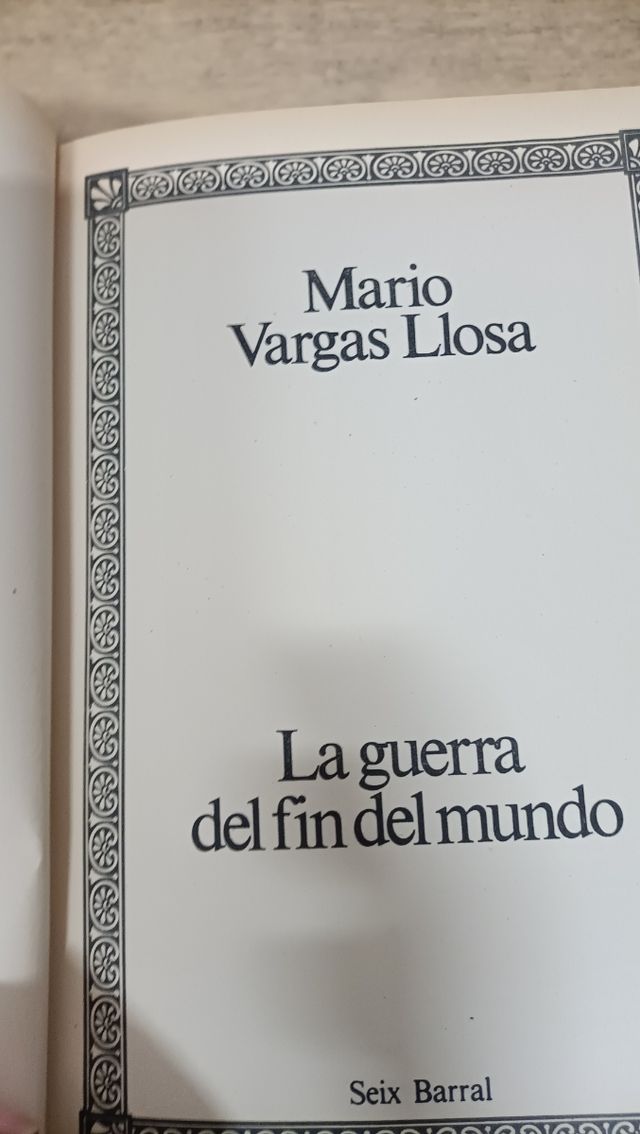 Mario
Vargas Llosa
La guerra
del fin del mundo
Seix Barral